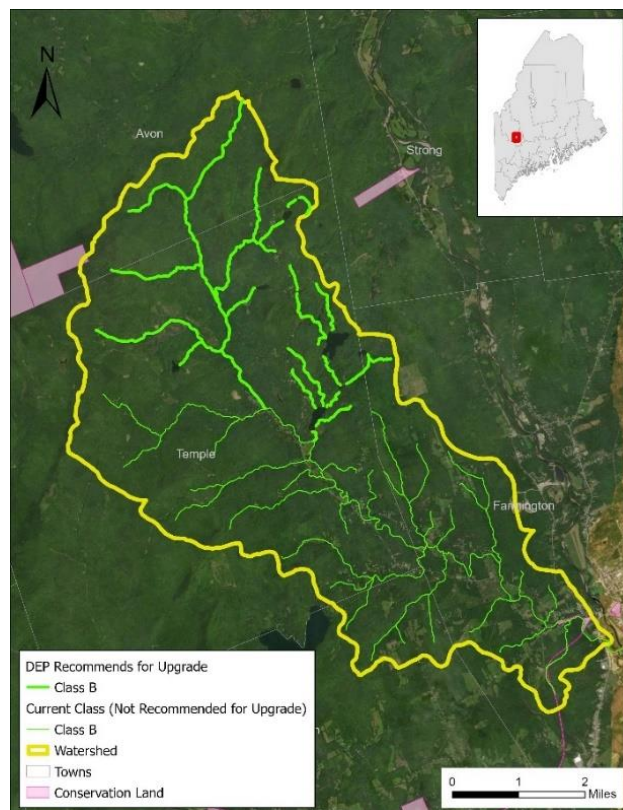 N
Avon
Strong
Temple
Farmington
DEP Recommends for Upgrade
Class B
Current Class (Not Recommended for Upgrade)
Class B
Watershed
Towns
Conservation Land
0 1 2
Miles